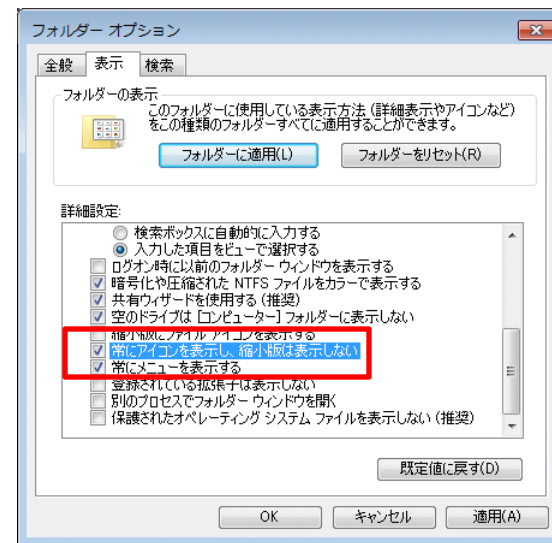 フォルダー オプション
全般 表示 検索
フォルダーの表示
このフォルダーに使用している表示方法 (詳細表示やアイコンなど)
をこの種類のフォルダーすべてに適用することができます。
フォルダーに適用(L) フォルダーをリセット(R)
詳細設定:
検索ボックスに自動的に入力する
入力した項目をビューで選択する
ログオン時に以前のフォルダー ウィンドウを表示する
暗号化や圧縮された NTFS ファイルをカラーで表示する
共有ウィザードを使用する (推奨)
空のドライブは [コンピューター] フォルダーに表示しない
縮小版にファイル アイコンを表示する
常にアイコンを表示し、縮小版は表示しない
常にメニューを表示する
登録されている拡張子は表示しない
別のプロセスでフォルダー ウィンドウを開く
保護されたオペレーティング システム ファイルを表示しない (推奨)
既定値に戻す(D)
OK キャンセル 適用(A)